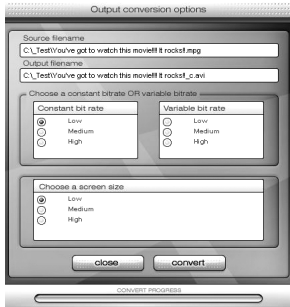 Output conversion options
Source filename
C:\_Test\You've got to watch this movie!!! It rocks!!.mpg
Output filename
C:\_Test\You've got to watch this movie!!! It rocks!!_c.avi
Choose a constant bitrate OR variable bitrate
Constant bit rate
Low
Medium
High
Variable bit rate
Low
Medium
High
Choose a screen size
Low
Medium
High
close
convert
CONVERT PROGRESS